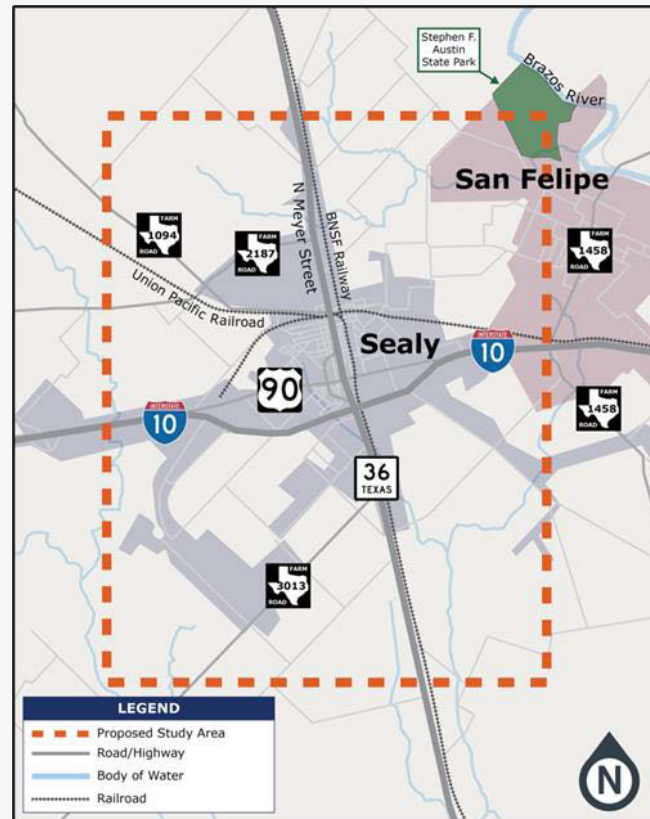 Stephen F.
Austin
State Park
Brazos River
San Felipe
N Meyer Street
BNSF Railway
FARM
1094
ROAD
FARM
2187
ROAD
FARM
1458
ROAD
Union Pacific Railroad
Sealy
INTERSTATE
10
90
INTERSTATE
10
FARM
1458
ROAD
36
TEXAS
FARM
3013
ROAD
LEGEND
Proposed Study Area
Road/Highway
Body of Water
Railroad
N